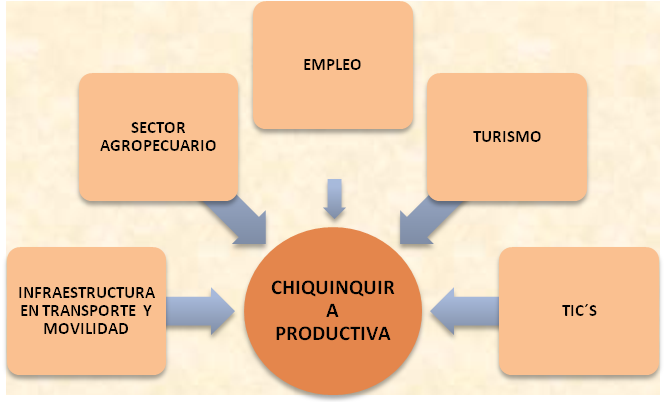 EMPLEO
SECTOR
AGROPECUARIO
TURISMO
INFRAESTRUCTURA
EN TRANSPORTE Y
MOVILIDAD
CHIQUINQUIR
A
PRODUCTIVA
TIC´S